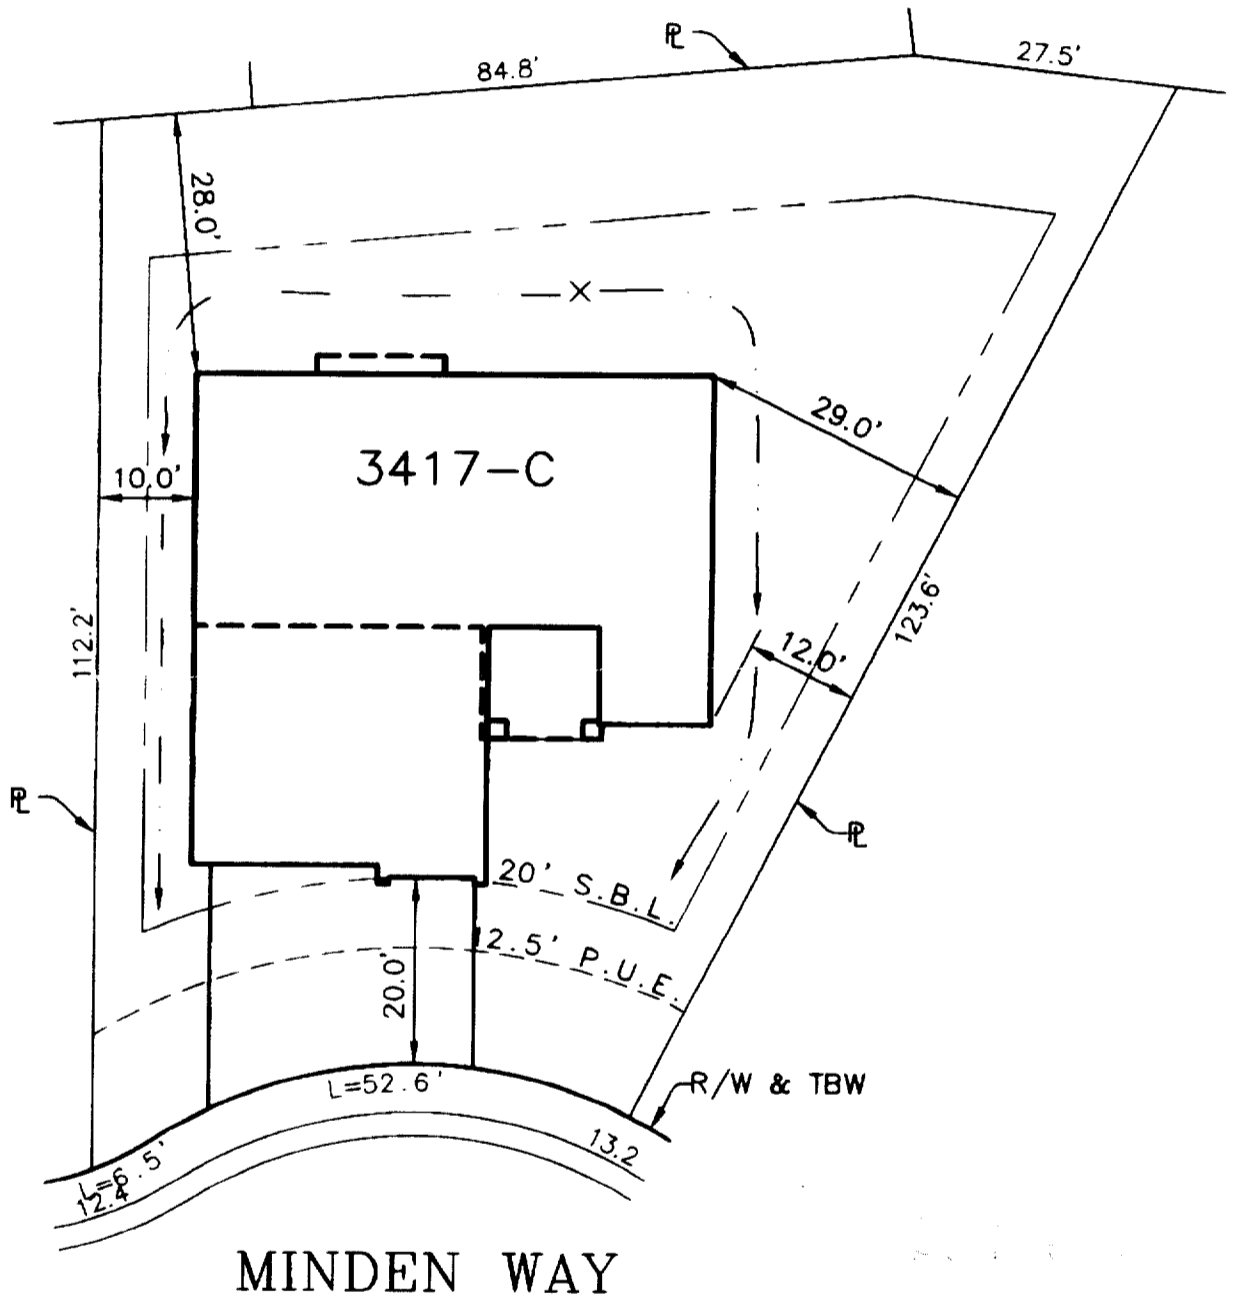 PL
84.8'
27.5'
28.0'
29.0'
3417-C
10.0'
112.2'
123.6'
12.0'
PL
PL
20' S.B.L.
2.5' P.U.E.
20.0'
L=52.6'
R/W & TBW
13.2
L=6.5'
12.4
MINDEN WAY